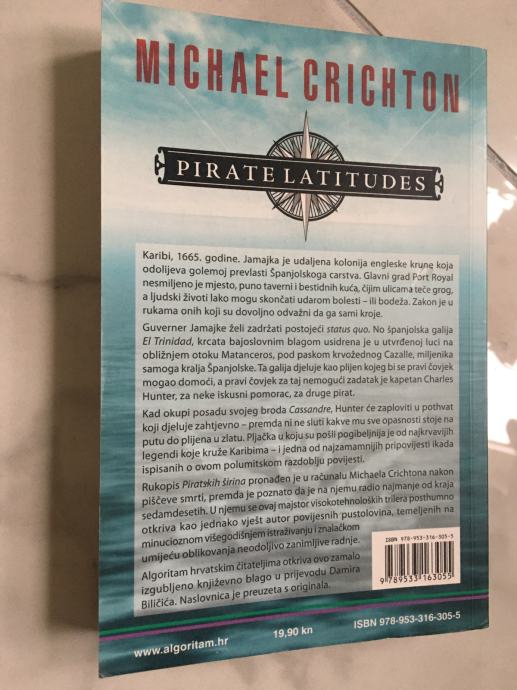 MICHAEL CRICHTON
PIRATE LATITUDES
Karibi, 1665. godine. Jamajka je udaljena kolonija engleske krune koja
odolijeva golemoj prevlasti Španjolskoga carstva. Glavni grad Port Royal
nesmiljeno je mjesto, puno taverni i bestidnih kuća, čijim ulicama teče grog,
a ljudski životi lako mogu skončati udarom bolesti – ili bodeža. Zakon je u
rukama onih koji su dovoljno odvažni da ga sami kroje.
Guverner Jamajke želi zadržati postojeći status quo. No španjolska galija
El Trinidad, krcata bajoslovnim blagom usidrena je u utvrđenoj luci na
obližnjem otoku Matanceros, pod paskom krvožednog Cazalle, miljenika
samoga kralja Španjolske. Ta galija djeluje kao plijen kojeg bi se pravi čovjek
mogao domoći, a pravi čovjek za taj nemogući zadatak je kapetan Charles
Hunter, za neke iskusni pomorac, za druge pirat.
Kad okupi posadu svojeg broda Cassandre, Hunter će zaploviti u pothvat
koji djeluje zahtjevno – premda ni ne sluti kakve mu sve opasnosti stoje na
putu do plijena u zlatu. Pljačka u koju su pošli pogibeljnija je od najkrvavijih
legendi koje kruže Karibima – i jedna od najzamamnijih pripovijesti ikada
ispisanih o ovom polumitskom razdoblju povijesti.
Rukopis Piratskih širina pronađen je u računalu Michaela Crichtona nakon
piščeve smrti, premda je poznato da je na njemu radio najmanje od kraja
sedamdesetih. U njemu se ovaj majstor visokotehnoloških trilera posthumno
otkriva kao jednako vješt autor povijesnih pustolovina, temeljenih na
minucioznom višegodišnjem istraživanju i značalkom
umijeću oblikovanja neodoljivo zanimljive radnje.
Algoritam hrvatskim čitateljima otkriva ovo zamalo
izgubljeno književno blago u prijevodu Damira
Biličića. Naslovnica je preuzeta s originala.
ISBN 978-953-316-305-5
9 789533 163055
www.algoritam.hr
19,90 kn
ISBN 978-953-316-305-5